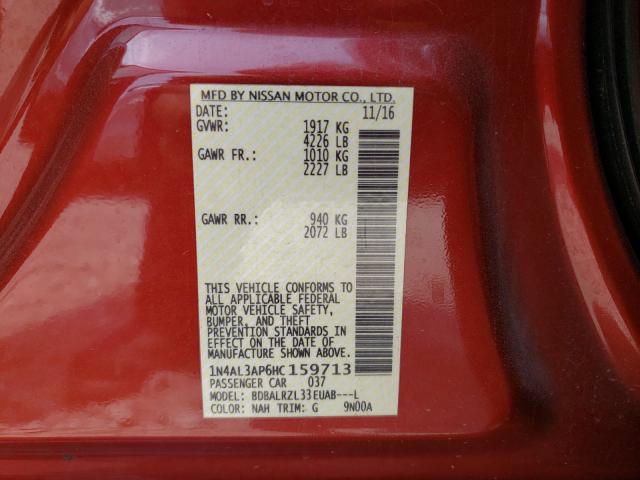 MFD BY NISSAN MOTOR CO., LTD.
DATE: 11/16
GVWR: 1917 KG
4226 LB
GAWR FR.: 1010 KG
2227 LB
GAWR RR.: 940 KG
2072 LB
THIS VEHICLE CONFORMS TO
ALL APPLICABLE FEDERAL
MOTOR VEHICLE SAFETY,
BUMPER, AND THEFT
PREVENTION STANDARDS IN
EFFECT ON THE DATE OF
MANUFACTURE SHOWN ABOVE.
1N4AL3AP6HC 159713
PASSENGER CAR 037
MODEL: BDBALRZL33EUAB---L
COLOR: NAH TRIM: G 9N00A